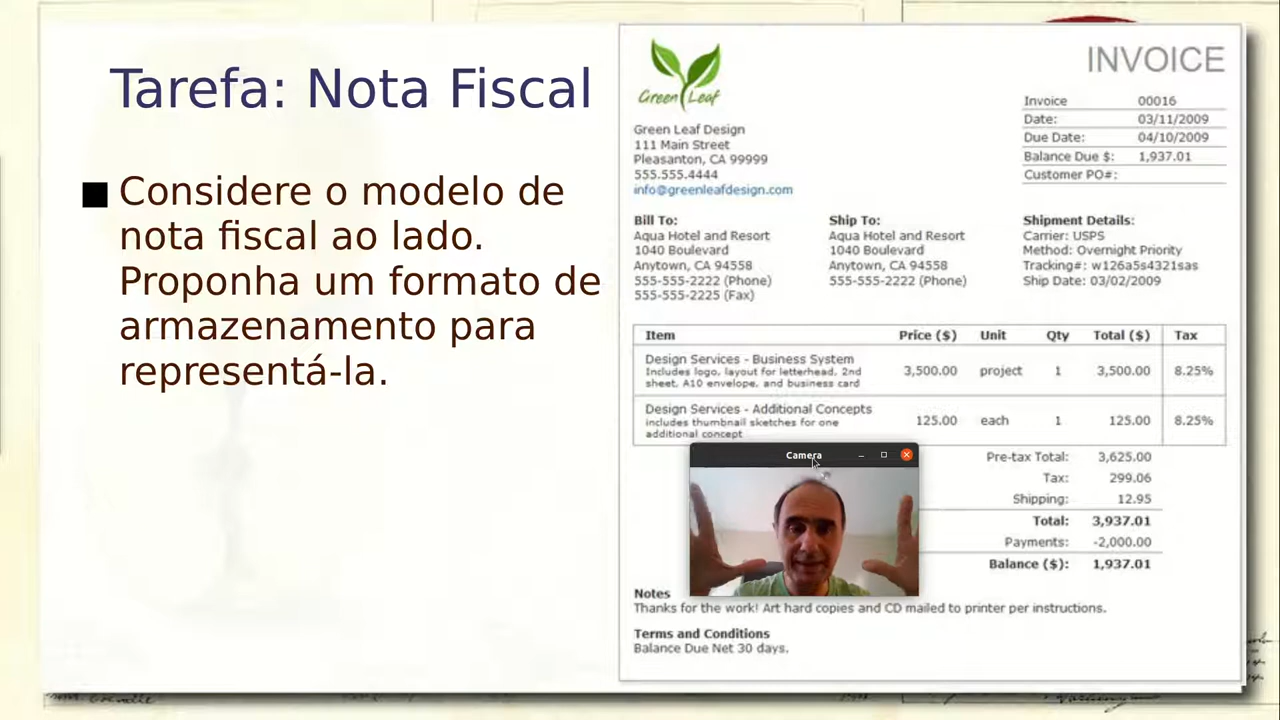 Tarefa: Nota Fiscal
Considere o modelo de
nota fiscal ao lado.
Proponha um formato de
armazenamento para
representá-la.
Green Leaf
INVOICE
Invoice 00016
Date: 03/11/2009
Due Date: 04/10/2009
Balance Due $: 1,937.01
Customer PO#:
Green Leaf Design
111 Main Street
Pleasanton, CA 99999
555.555.4444
info@greenleafdesign.com
Bill To:
Aqua Hotel and Resort
1040 Boulevard
Anytown, CA 94558
555-555-2222 (Phone)
555-555-2225 (Fax)
Ship To:
Aqua Hotel and Resort
1040 Boulevard
Anytown, CA 94558
555-555-2222 (Phone)
Shipment Details:
Carrier: USPS
Method: Overnight Priority
Tracking#: w126a5s4321sas
Ship Date: 03/02/2009
Item Price ($) Unit Qty Total ($) Tax
Design Services - Business System
Includes logo, layout for letterhead, 2nd
sheet, A10 envelope, and business card
3,500.00 project 1 3,500.00 8.25%
Design Services - Additional Concepts
includes thumbnail sketches for one
additional concept
125.00 each 1 125.00 8.25%
Camera
Pre-tax Total: 3,625.00
Tax: 299.06
Shipping: 12.95
Total: 3,937.01
Payments: -2,000.00
Balance ($): 1,937.01
Notes
Thanks for the work! Art hard copies and CD mailed to printer per instructions.
Terms and Conditions
Balance Due Net 30 days.